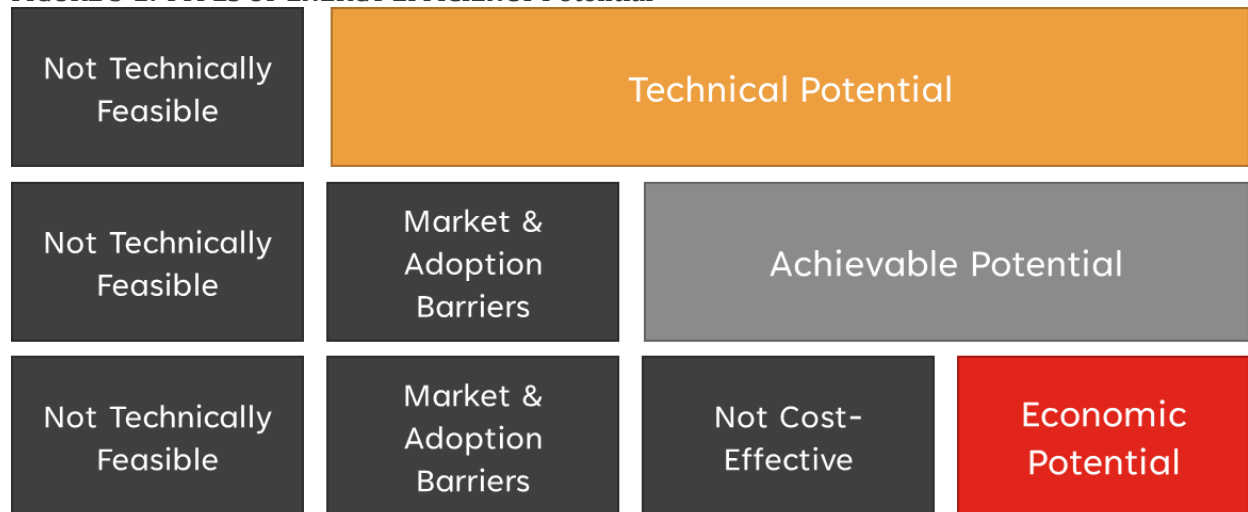 Not Technically
Feasible
Technical Potential
Not Technically
Feasible
Market &
Adoption
Barriers
Achievable Potential
Not Technically
Feasible
Market &
Adoption
Barriers
Not Cost-
Effective
Economic
Potential